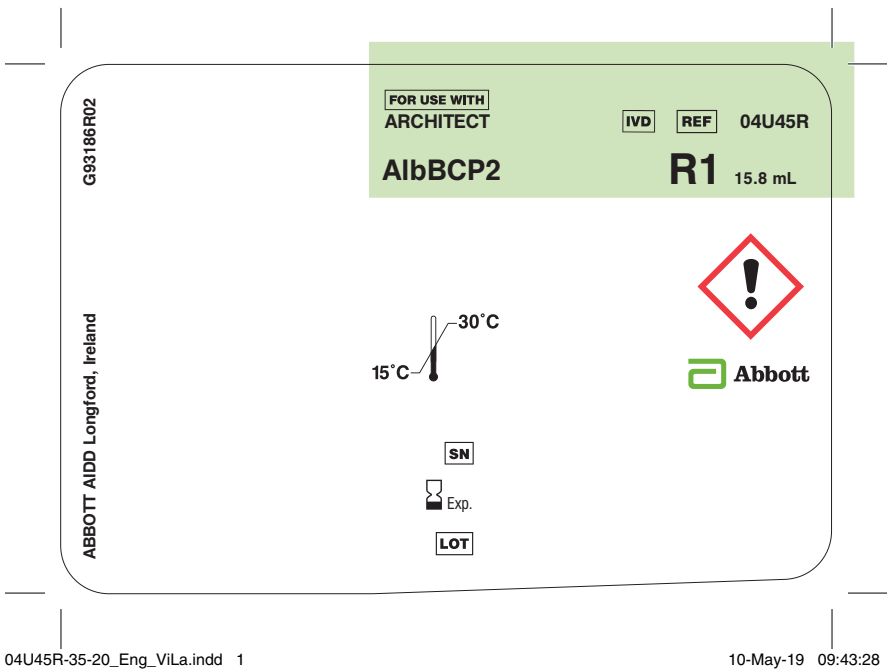 G93186R02
ABBOTT AIDD Longford, Ireland
FOR USE WITH
ARCHITECT
IVD REF 04U45R
AlbBCP2 R1 15.8 mL
30˚C
15˚C
Abbott
SN
Exp.
LOT
04U45R-35-20_Eng_ViLa.indd 1 10-May-19 09:43:28